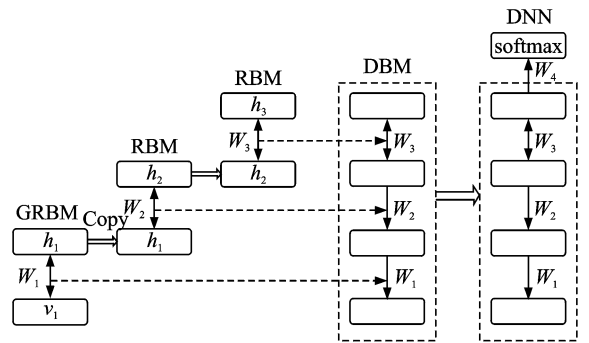 DNN
softmax
W₄
RBM
DBM
h₃
W₃
W₃
W₃
RBM
h₂
h₂
W₂
W₂
W₂
GRBM
Copy
h₁
h₁
W₁
W₁
W₁
v₁